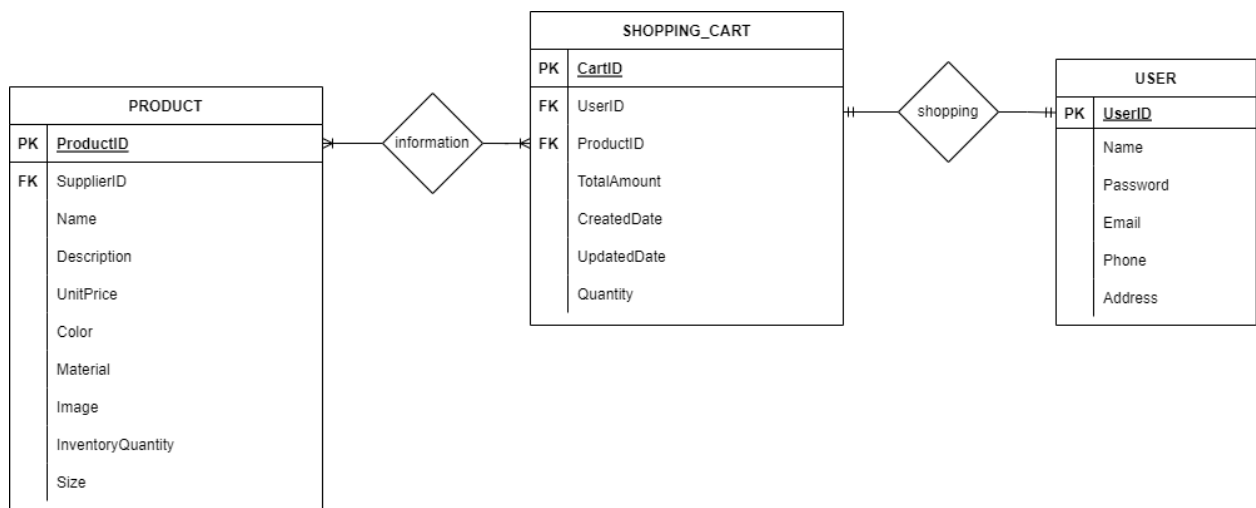 PRODUCT
PK ProductID
FK SupplierID
Name
Description
UnitPrice
Color
Material
Image
InventoryQuantity
Size
information
SHOPPING_CART
PK CartID
FK UserID
FK ProductID
TotalAmount
CreatedDate
UpdatedDate
Quantity
shopping
USER
PK UserID
Name
Password
Email
Phone
Address